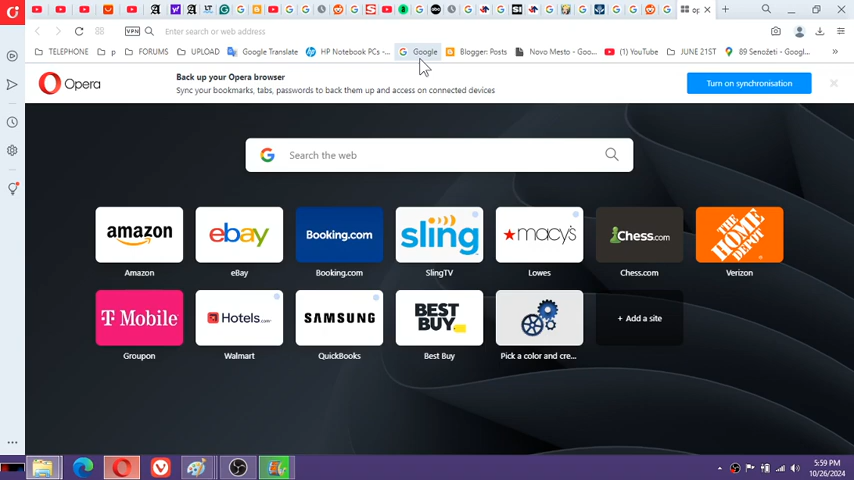 VPN
Enter search or web address
TELEPHONE
p
FORUMS
UPLOAD
Google Translate
HP Notebook PCs -...
Google
Blogger: Posts
Novo Mesto - Goo...
(1) YouTube
JUNE 21ST
89 Senožeti - Googl...
Opera
Back up your Opera browser
Sync your bookmarks, tabs, passwords to back them up and access on connected devices
Turn on synchronisation
Search the web
amazon
ebay
Booking.com
sling
macy's
Chess.com
THE HOME DEPOT
Amazon
eBay
Booking.com
SlingTV
Lowes
Chess.com
Verizon
T Mobile
Hotels.com
SAMSUNG
BEST BUY
+ Add a site
Groupon
Walmart
QuickBooks
Best Buy
Pick a color and cre...
5:59 PM
10/26/2024